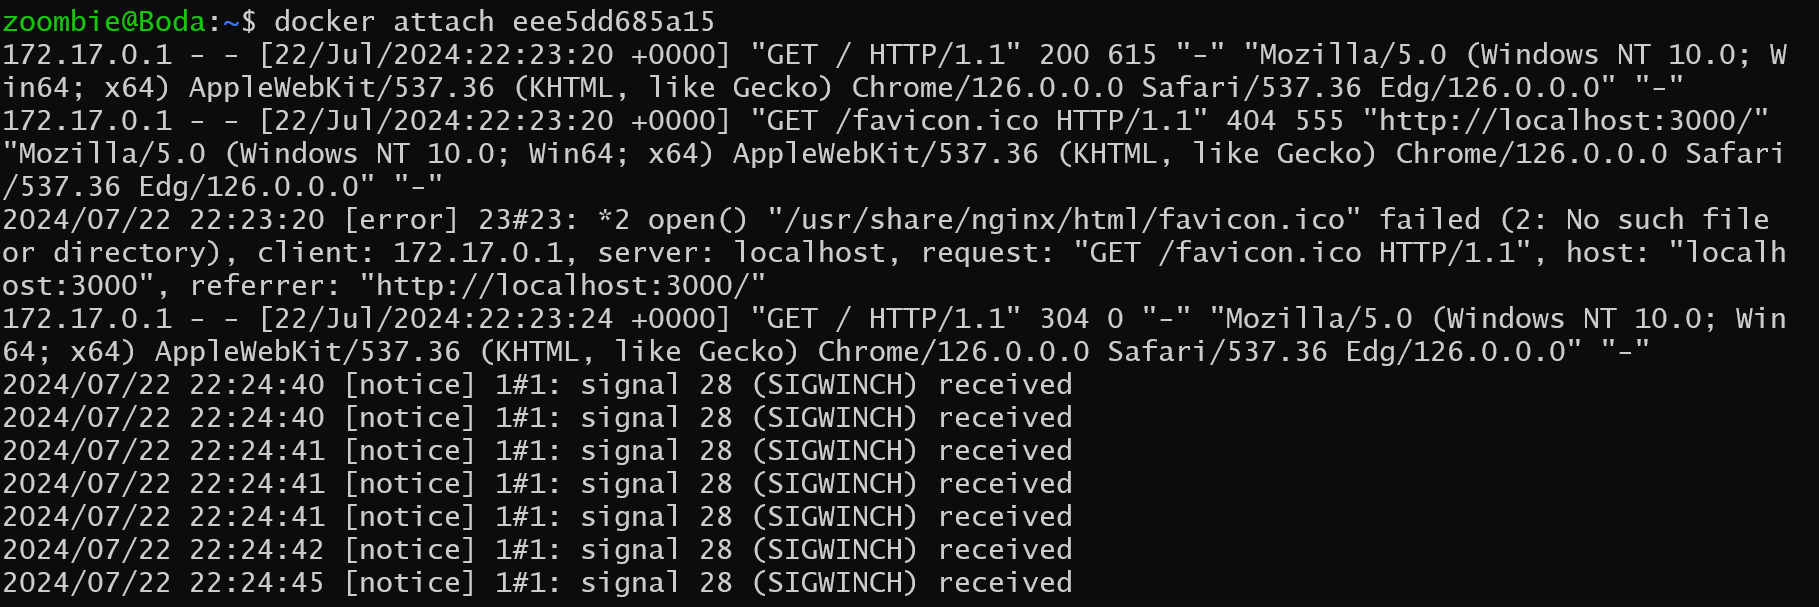 zoombie@Boda:~$ docker attach eee5dd685a15
172.17.0.1 - - [22/Jul/2024:22:23:20 +0000] "GET / HTTP/1.1" 200 615 "-" "Mozilla/5.0 (Windows NT 10.0; W
in64; x64) AppleWebKit/537.36 (KHTML, like Gecko) Chrome/126.0.0.0 Safari/537.36 Edg/126.0.0.0" "-"
172.17.0.1 - - [22/Jul/2024:22:23:20 +0000] "GET /favicon.ico HTTP/1.1" 404 555 "http://localhost:3000/"
"Mozilla/5.0 (Windows NT 10.0; Win64; x64) AppleWebKit/537.36 (KHTML, like Gecko) Chrome/126.0.0.0 Safari
/537.36 Edg/126.0.0.0" "-"
2024/07/22 22:23:20 [error] 23#23: *2 open() "/usr/share/nginx/html/favicon.ico" failed (2: No such file
or directory), client: 172.17.0.1, server: localhost, request: "GET /favicon.ico HTTP/1.1", host: "localh
ost:3000", referrer: "http://localhost:3000/"
172.17.0.1 - - [22/Jul/2024:22:23:24 +0000] "GET / HTTP/1.1" 304 0 "-" "Mozilla/5.0 (Windows NT 10.0; Win
64; x64) AppleWebKit/537.36 (KHTML, like Gecko) Chrome/126.0.0.0 Safari/537.36 Edg/126.0.0.0" "-"
2024/07/22 22:24:40 [notice] 1#1: signal 28 (SIGWINCH) received
2024/07/22 22:24:40 [notice] 1#1: signal 28 (SIGWINCH) received
2024/07/22 22:24:41 [notice] 1#1: signal 28 (SIGWINCH) received
2024/07/22 22:24:41 [notice] 1#1: signal 28 (SIGWINCH) received
2024/07/22 22:24:41 [notice] 1#1: signal 28 (SIGWINCH) received
2024/07/22 22:24:42 [notice] 1#1: signal 28 (SIGWINCH) received
2024/07/22 22:24:45 [notice] 1#1: signal 28 (SIGWINCH) received